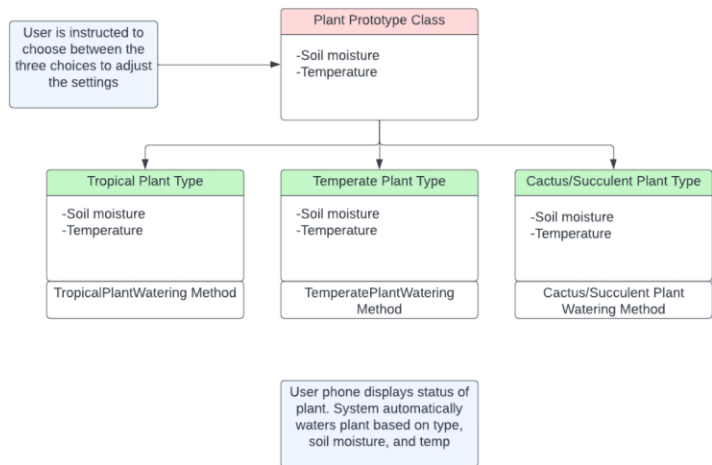 User is instructed to
choose between the
three choices to adjust
the settings
Plant Prototype Class
-Soil moisture
-Temperature
Tropical Plant Type
-Soil moisture
-Temperature
TropicalPlantWatering Method
Temperate Plant Type
-Soil moisture
-Temperature
TemperatePlantWatering
Method
Cactus/Succulent Plant Type
-Soil moisture
-Temperature
Cactus/Succulent Plant
Watering Method
User phone displays status of
plant. System automatically
waters plant based on type,
soil moisture, and temp